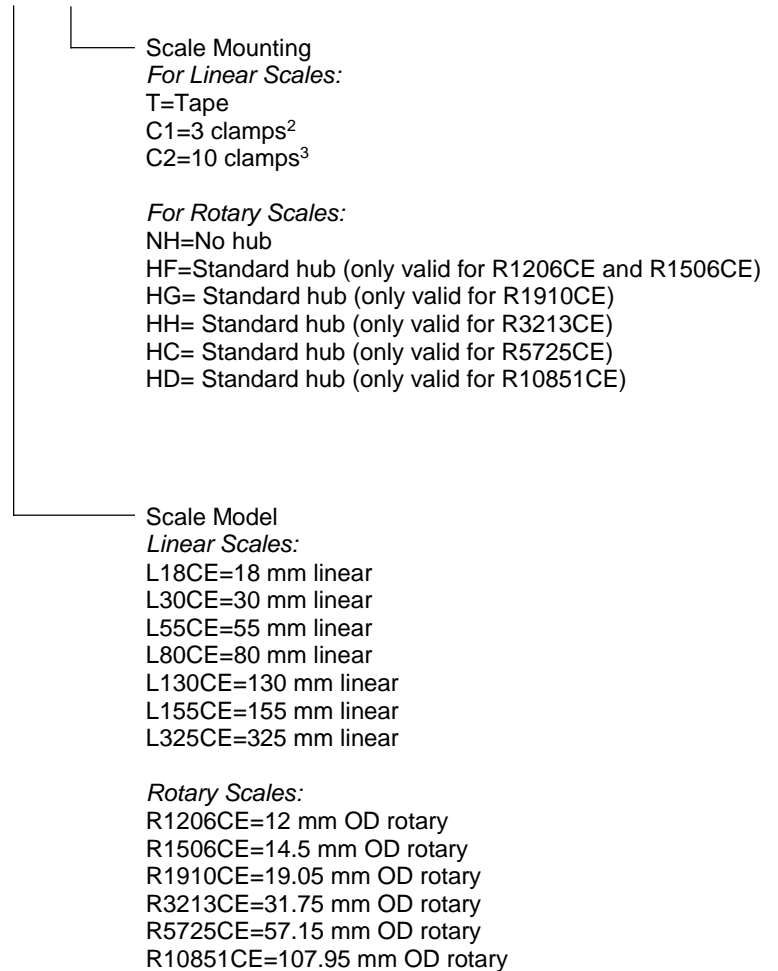 Scale Mounting
For Linear Scales:
T=Tape
C1=3 clamps²
C2=10 clamps³
For Rotary Scales:
NH=No hub
HF=Standard hub (only valid for R1206CE and R1506CE)
HG= Standard hub (only valid for R1910CE)
HH= Standard hub (only valid for R3213CE)
HC= Standard hub (only valid for R5725CE)
HD= Standard hub (only valid for R10851CE)
Scale Model
Linear Scales:
L18CE=18 mm linear
L30CE=30 mm linear
L55CE=55 mm linear
L80CE=80 mm linear
L130CE=130 mm linear
L155CE=155 mm linear
L325CE=325 mm linear
Rotary Scales:
R1206CE=12 mm OD rotary
R1506CE=14.5 mm OD rotary
R1910CE=19.05 mm OD rotary
R3213CE=31.75 mm OD rotary
R5725CE=57.15 mm OD rotary
R10851CE=107.95 mm OD rotary